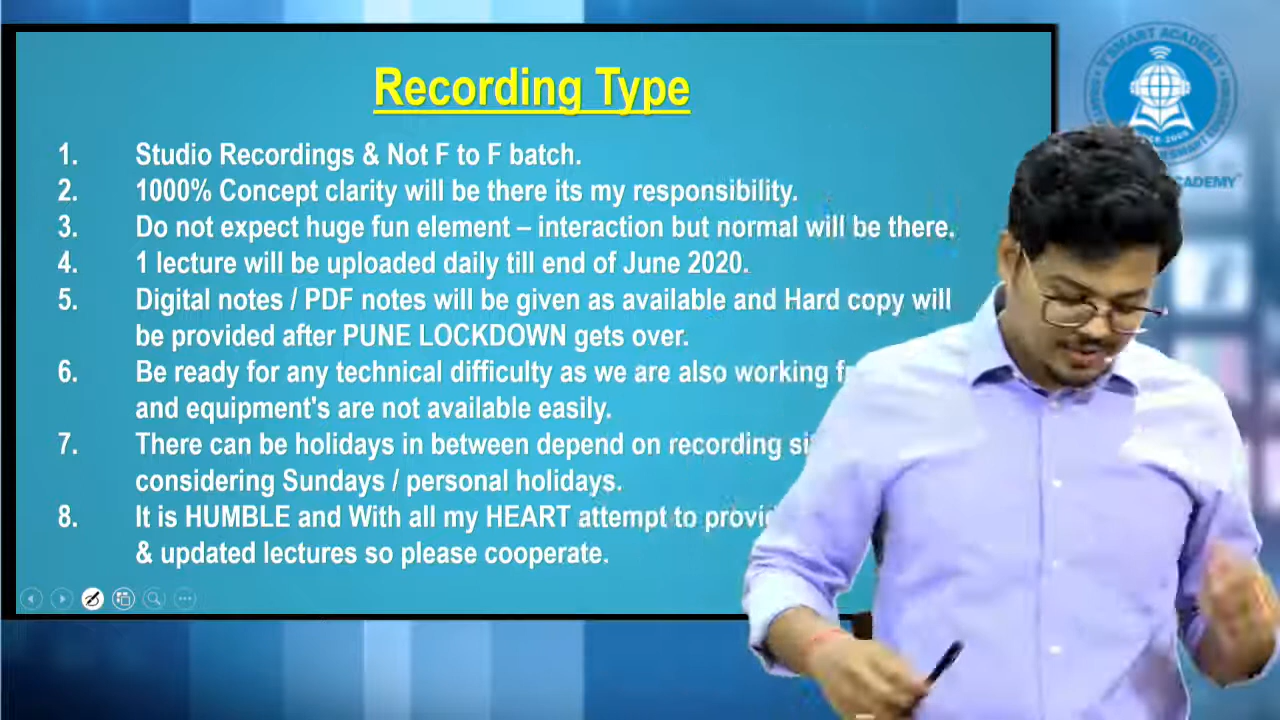 Recording Type
1. Studio Recordings & Not F to F batch.
2. 1000% Concept clarity will be there its my responsibility.
3. Do not expect huge fun element – interaction but normal will be there.
4. 1 lecture will be uploaded daily till end of June 2020.
5. Digital notes / PDF notes will be given as available and Hard copy will
be provided after PUNE LOCKDOWN gets over.
6. Be ready for any technical difficulty as we are also working
and equipment's are not available easily.
7. There can be holidays in between depend on recording
considering Sundays / personal holidays.
8. It is HUMBLE and With all my HEART attempt to
& updated lectures so please cooperate.
V'SMART ACADEMY
SINCE 2005
ACADEMY